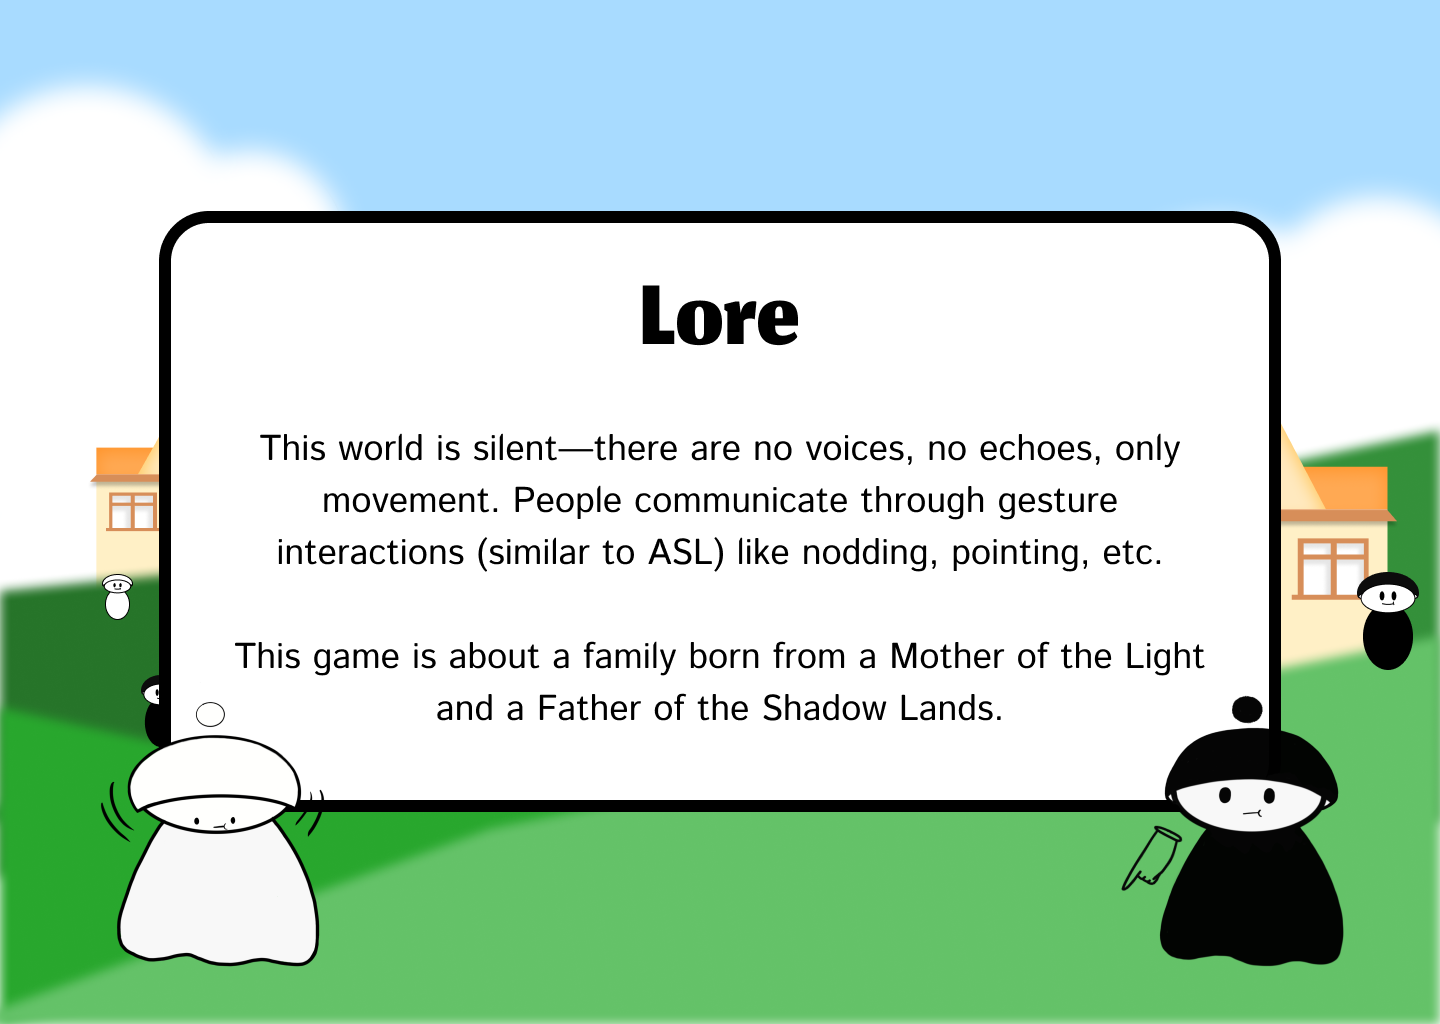 Lore
This world is silent—there are no voices, no echoes, only
movement. People communicate through gesture
interactions (similar to ASL) like nodding, pointing, etc.
This game is about a family born from a Mother of the Light
and a Father of the Shadow Lands.